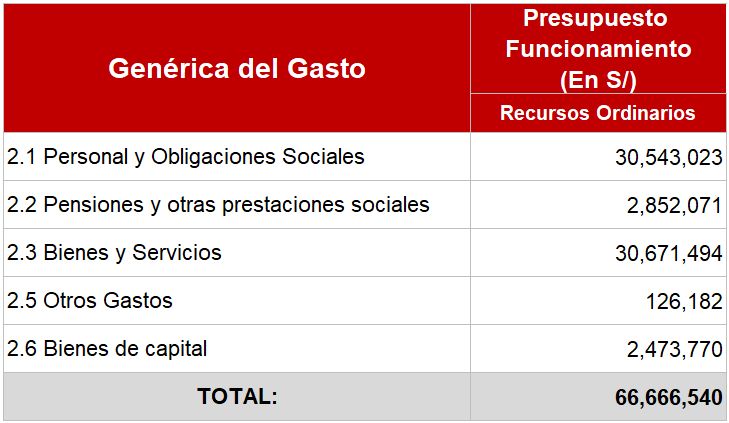 Genérica del Gasto
Presupuesto
Funcionamiento
(En S/)
Recursos Ordinarios
2.1 Personal y Obligaciones Sociales 30,543,023
2.2 Pensiones y otras prestaciones sociales 2,852,071
2.3 Bienes y Servicios 30,671,494
2.5 Otros Gastos 126,182
2.6 Bienes de capital 2,473,770
TOTAL: 66,666,540